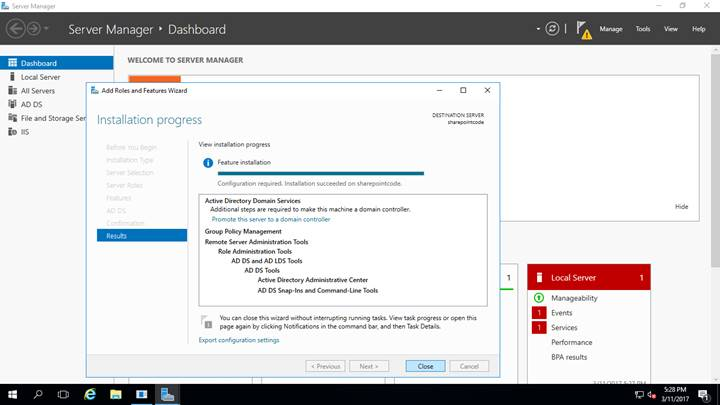 Server Manager
Server Manager • Dashboard
Manage Tools View Help
Dashboard
Local Server
All Servers
AD DS
File and Storage Ser
IIS
WELCOME TO SERVER MANAGER
Hide
Add Roles and Features Wizard
Installation progress
DESTINATION SERVER
sharepointcode
Before You Begin
Installation Type
Server Selection
Server Roles
Features
AD DS
Confirmation
Results
View installation progress
Feature installation
Configuration required. Installation succeeded on sharepointcode.
Active Directory Domain Services
Additional steps are required to make this machine a domain controller.
Promote this server to a domain controller
Group Policy Management
Remote Server Administration Tools
Role Administration Tools
AD DS and AD LDS Tools
AD DS Tools
Active Directory Administrative Center
AD DS Snap-Ins and Command-Line Tools
You can close this wizard without interrupting running tasks. View task progress or open this
page again by clicking Notifications in the command bar, and then Task Details.
Export configuration settings
< Previous Next > Close Cancel
1
Local Server 1
Manageability
1 Events
1 Services
Performance
BPA results
3/11/2017 5:27 PM
5:28 PM
3/11/2017
1